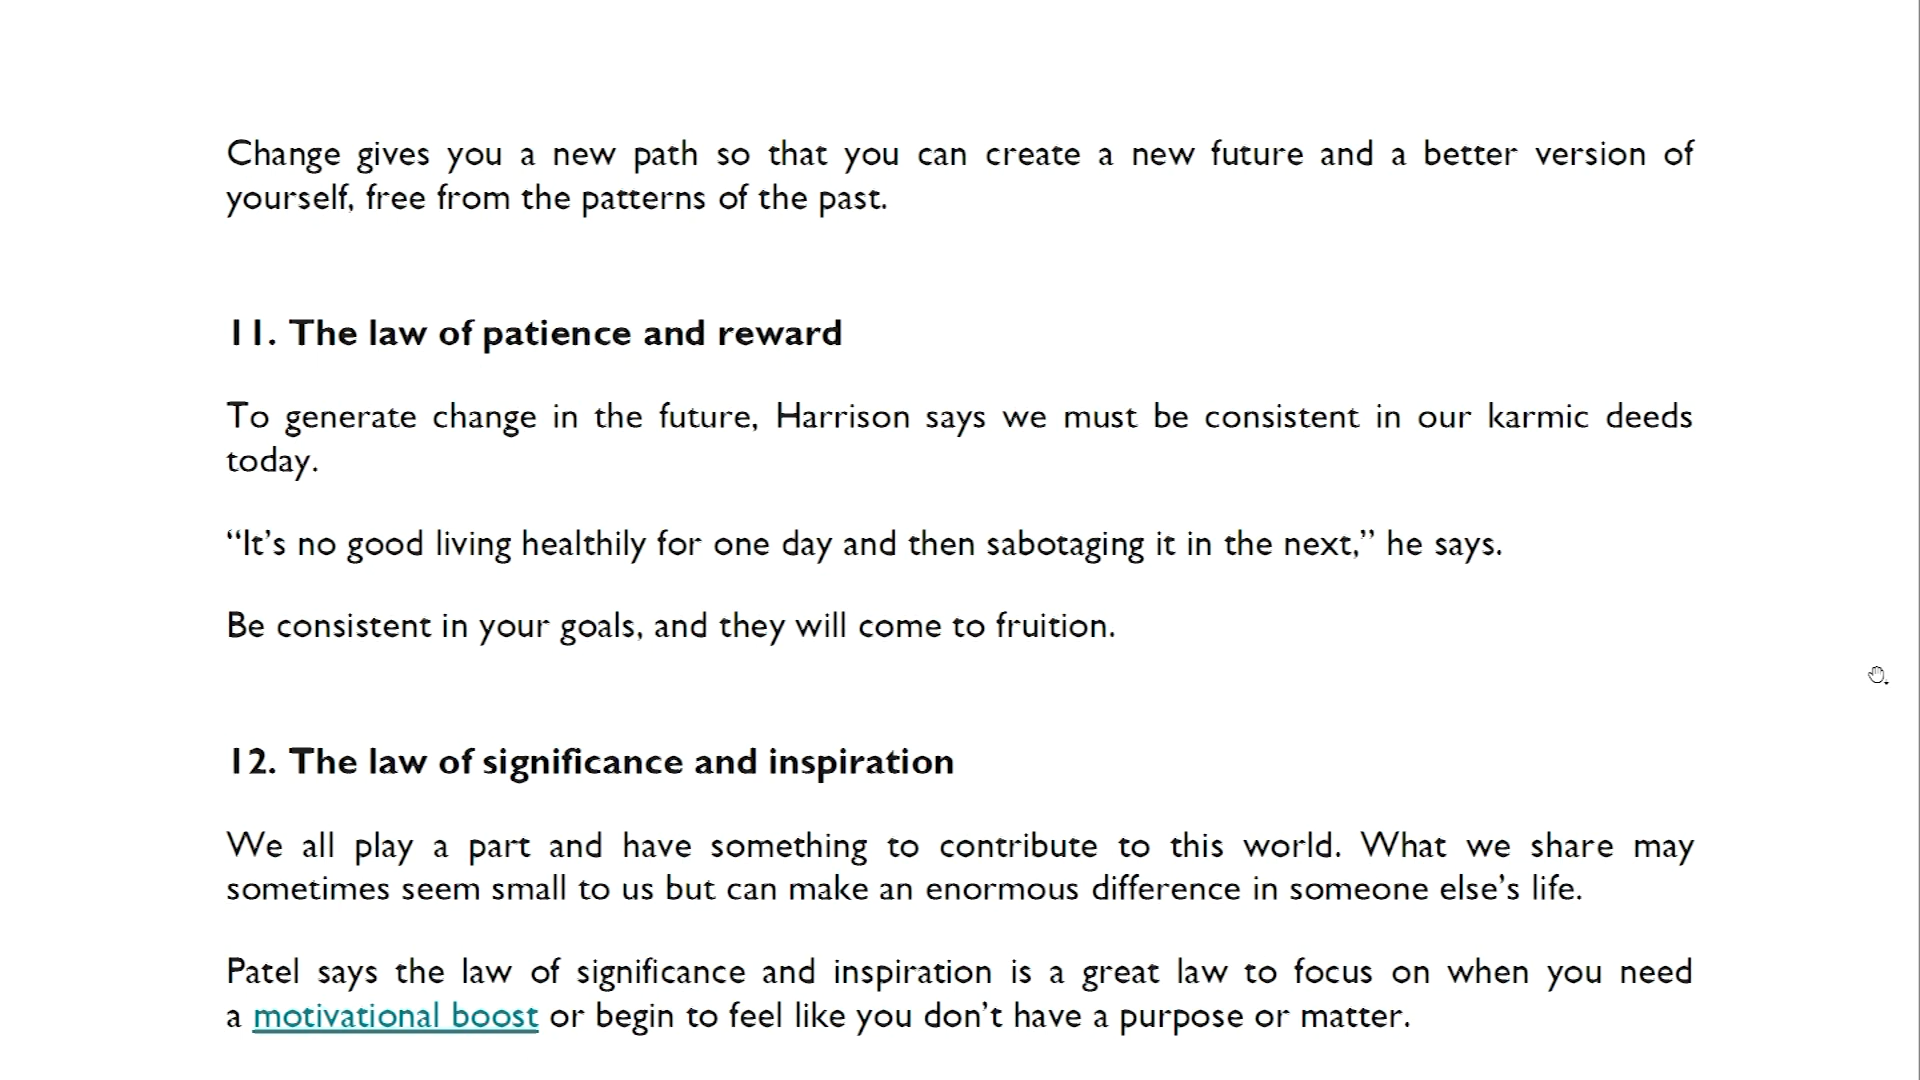 Change gives you a new path so that you can create a new future and a better version of
yourself, free from the patterns of the past.
11. The law of patience and reward
To generate change in the future, Harrison says we must be consistent in our karmic deeds
today.
“It’s no good living healthily for one day and then sabotaging it in the next,” he says.
Be consistent in your goals, and they will come to fruition.
12. The law of significance and inspiration
We all play a part and have something to contribute to this world. What we share may
sometimes seem small to us but can make an enormous difference in someone else’s life.
Patel says the law of significance and inspiration is a great law to focus on when you need
a motivational boost or begin to feel like you don’t have a purpose or matter.